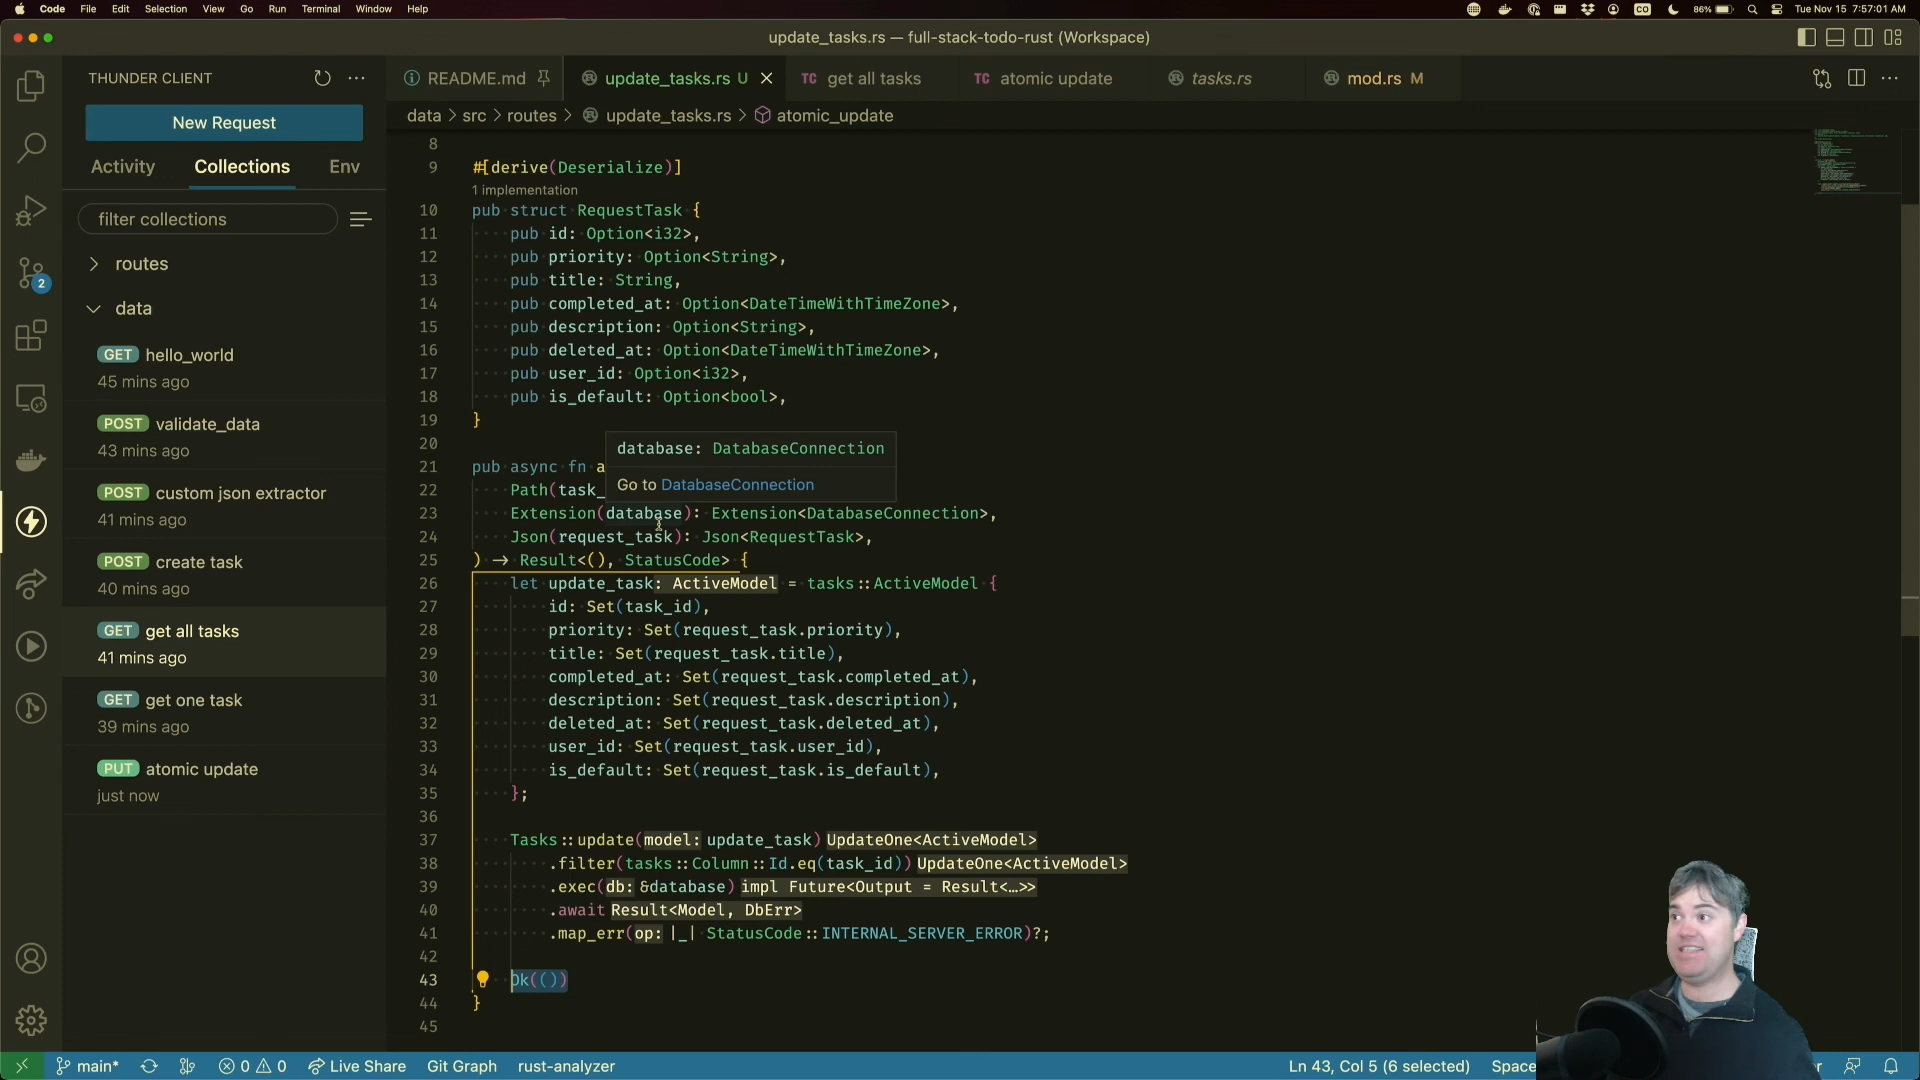 Code File Edit Selection View Go Run Terminal Window Help
CO 86% Tue Nov 15 7:57:01 AM
update_tasks.rs — full-stack-todo-rust (Workspace)
THUNDER CLIENT
README.md
update_tasks.rs U
TC get all tasks
TC atomic update
tasks.rs
mod.rs M
New Request
data > src > routes > update_tasks.rs > atomic_update
Activity Collections Env
filter collections
routes
data
GET hello_world
45 mins ago
POST validate_data
43 mins ago
POST custom json extractor
41 mins ago
POST create task
40 mins ago
GET get all tasks
41 mins ago
GET get one task
39 mins ago
PUT atomic update
just now
2
8
9 #[derive(Deserialize)]
1 implementation
10 pub struct RequestTask {
11 pub id: Option<i32>,
12 pub priority: Option<String>,
13 pub title: String,
14 pub completed_at: Option<DateTimeWithTimeZone>,
15 pub description: Option<String>,
16 pub deleted_at: Option<DateTimeWithTimeZone>,
17 pub user_id: Option<i32>,
18 pub is_default: Option<bool>,
19 }
20
database: DatabaseConnection
Go to DatabaseConnection
21 pub async fn a
22 Path(task_
23 Extension(database): Extension<DatabaseConnection>,
24 Json(request_task): Json<RequestTask>,
25 ) → Result<(), StatusCode> {
26 let update_task: ActiveModel = tasks::ActiveModel {
27 id: Set(task_id),
28 priority: Set(request_task.priority),
29 title: Set(request_task.title),
30 completed_at: Set(request_task.completed_at),
31 description: Set(request_task.description),
32 deleted_at: Set(request_task.deleted_at),
33 user_id: Set(request_task.user_id),
34 is_default: Set(request_task.is_default),
35 };
36
37 Tasks::update(model: update_task) UpdateOne<ActiveModel>
38 .filter(tasks::Column::Id.eq(task_id)) UpdateOne<ActiveModel>
39 .exec(db: &database) impl Future<Output = Result<…>>
40 .await Result<Model, DbErr>
41 .map_err(op: |_| StatusCode::INTERNAL_SERVER_ERROR)?;
42
43 Ok(())
44 }
45
main* 0 0 Live Share Git Graph rust-analyzer Ln 43, Col 5 (6 selected) Space